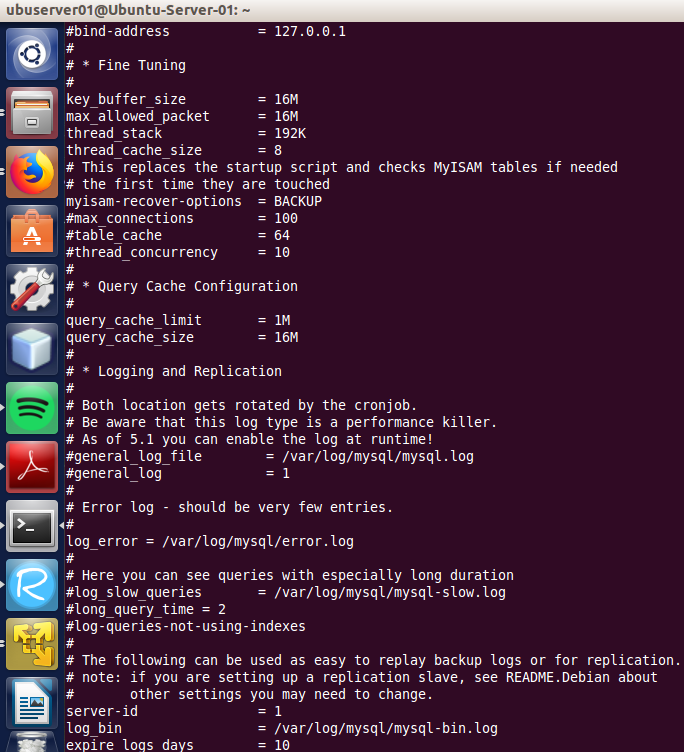 ubuserver01@Ubuntu-Server-01: ~
#bind-address           = 127.0.0.1
#
# * Fine Tuning
#
key_buffer_size         = 16M
max_allowed_packet      = 16M
thread_stack            = 192K
thread_cache_size       = 8
# This replaces the startup script and checks MyISAM tables if needed
# the first time they are touched
myisam-recover-options  = BACKUP
#max_connections        = 100
#table_cache            = 64
#thread_concurrency     = 10
#
# * Query Cache Configuration
#
query_cache_limit       = 1M
query_cache_size        = 16M
#
# * Logging and Replication
#
# Both location gets rotated by the cronjob.
# Be aware that this log type is a performance killer.
# As of 5.1 you can enable the log at runtime!
#general_log_file        = /var/log/mysql/mysql.log
#general_log             = 1
#
# Error log - should be very few entries.
#
log_error = /var/log/mysql/error.log
#
# Here you can see queries with especially long duration
#log_slow_queries       = /var/log/mysql/mysql-slow.log
#long_query_time = 2
#log-queries-not-using-indexes
#
# The following can be used as easy to replay backup logs or for replication.
# note: if you are setting up a replication slave, see README.Debian about
#       other settings you may need to change.
server-id               = 1
log_bin                 = /var/log/mysql/mysql-bin.log
expire_logs_days        = 10